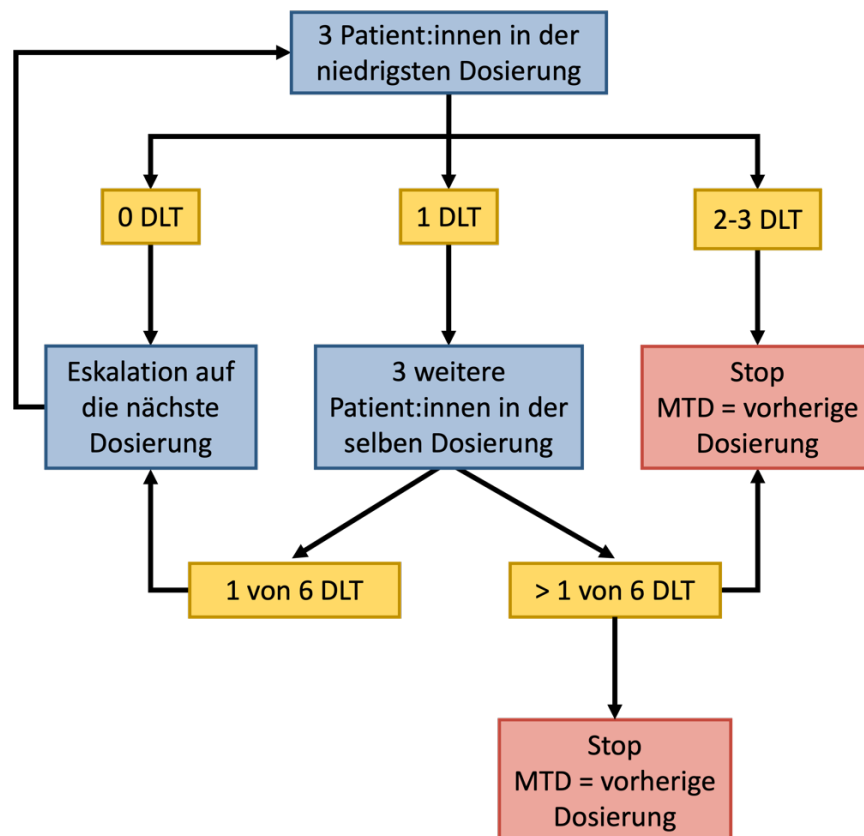 3 Patient:innen in der
niedrigsten Dosierung
0 DLT
1 DLT
2-3 DLT
Eskalation auf
die nächste
Dosierung
3 weitere
Patient:innen in der
selben Dosierung
Stop
MTD = vorherige
Dosierung
1 von 6 DLT
> 1 von 6 DLT
Stop
MTD = vorherige
Dosierung